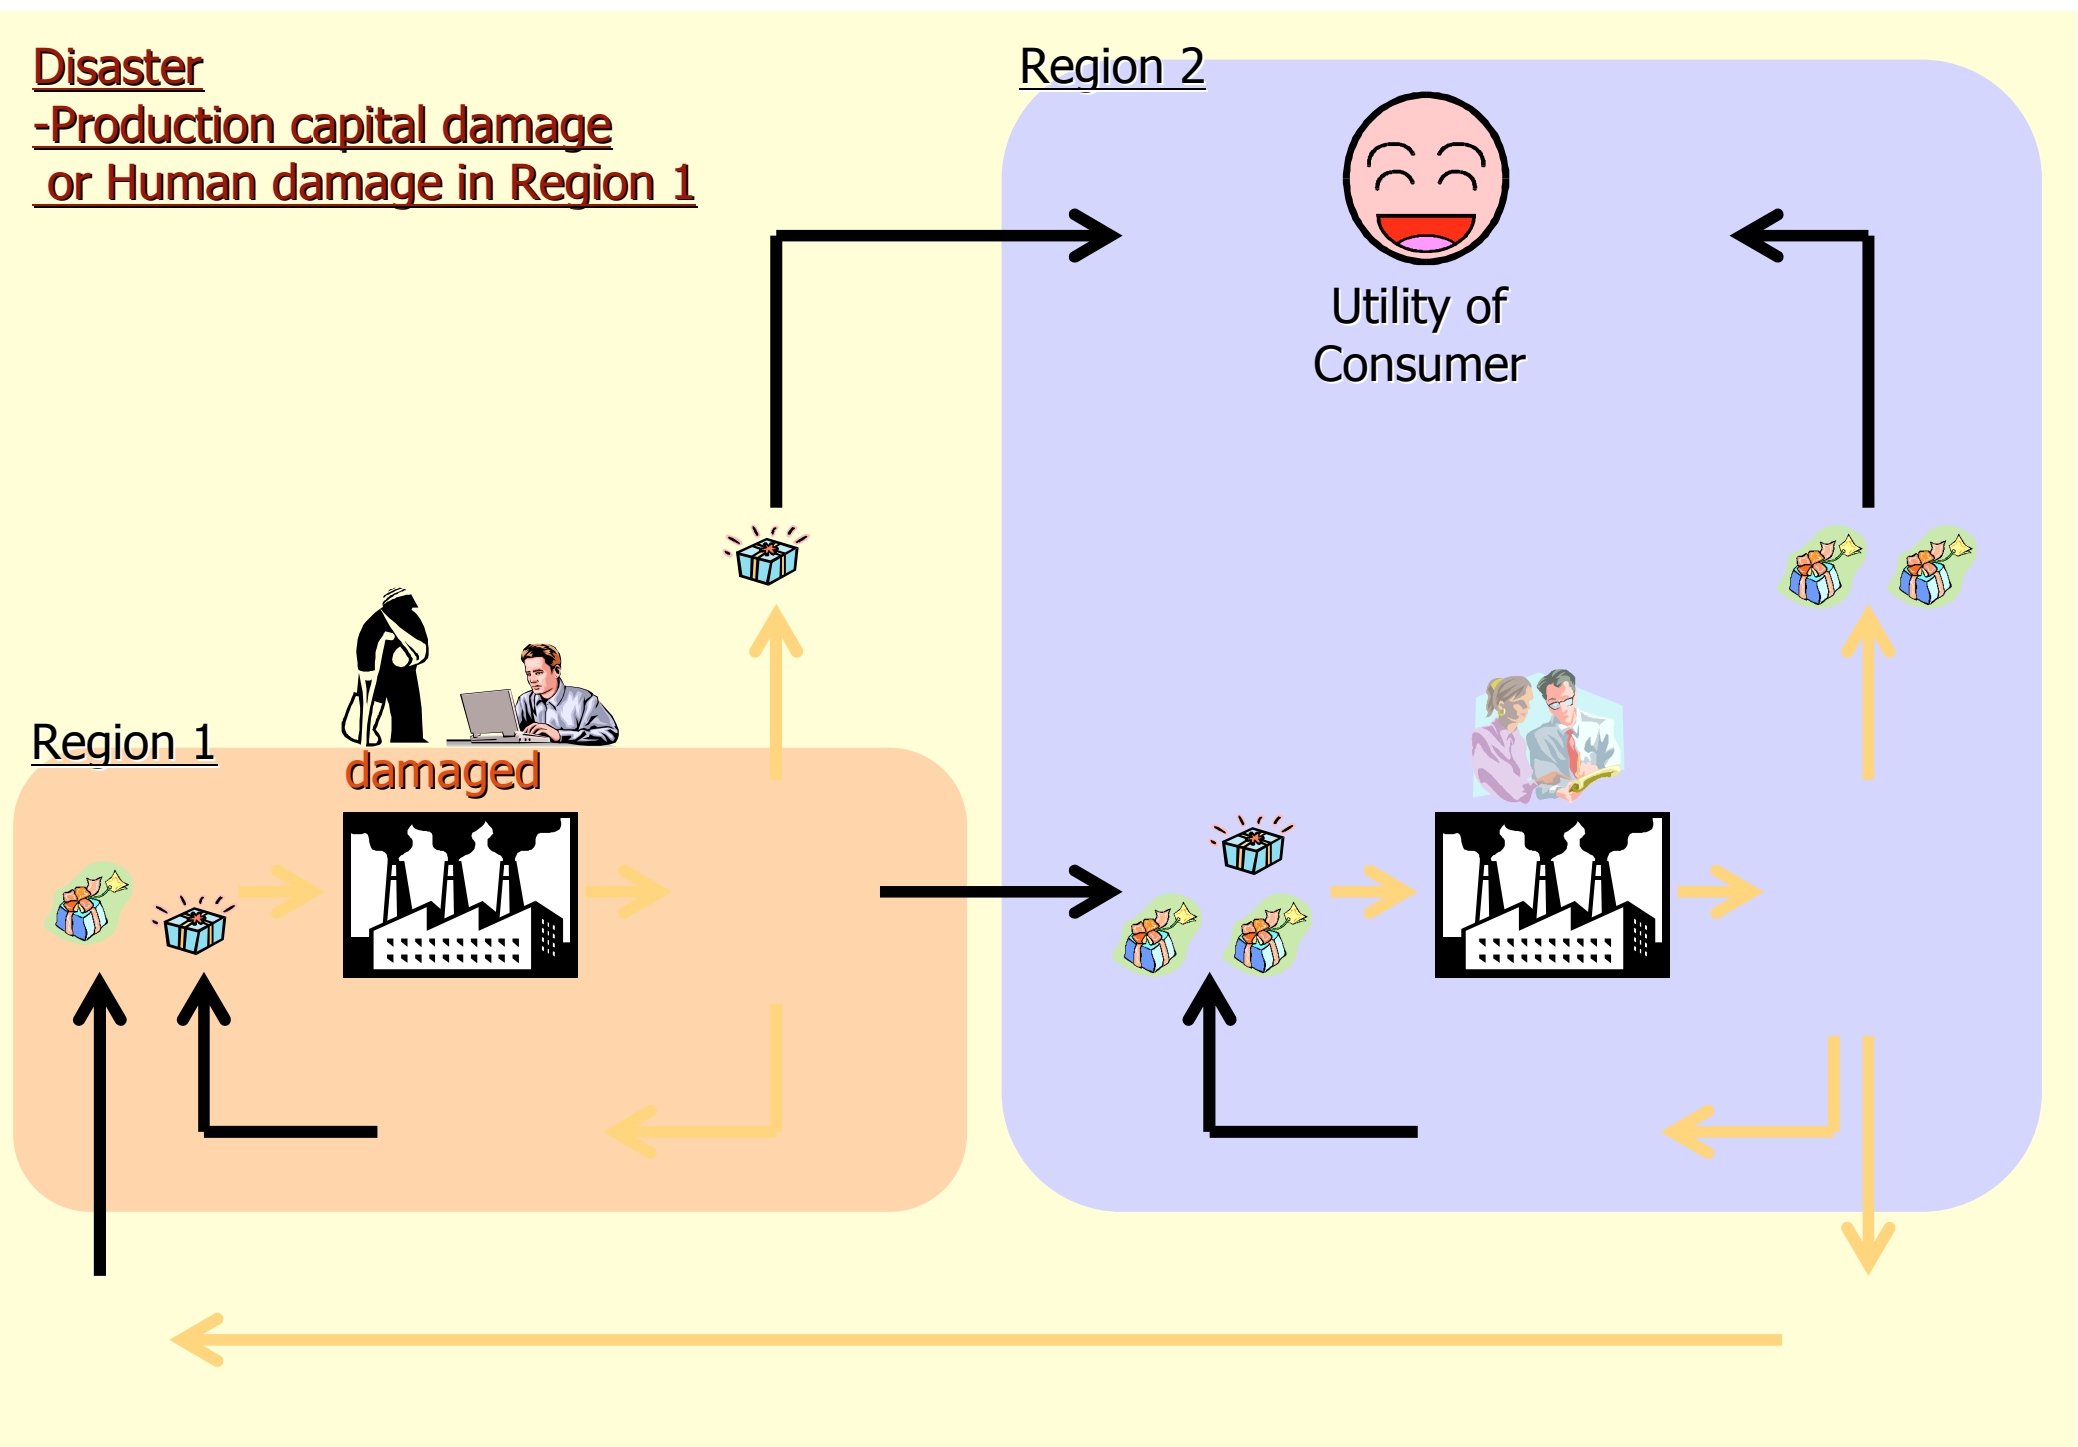 Disaster
-Production capital damage
or Human damage in Region 1
Region 2
Utility of
Consumer
Region 1
damaged